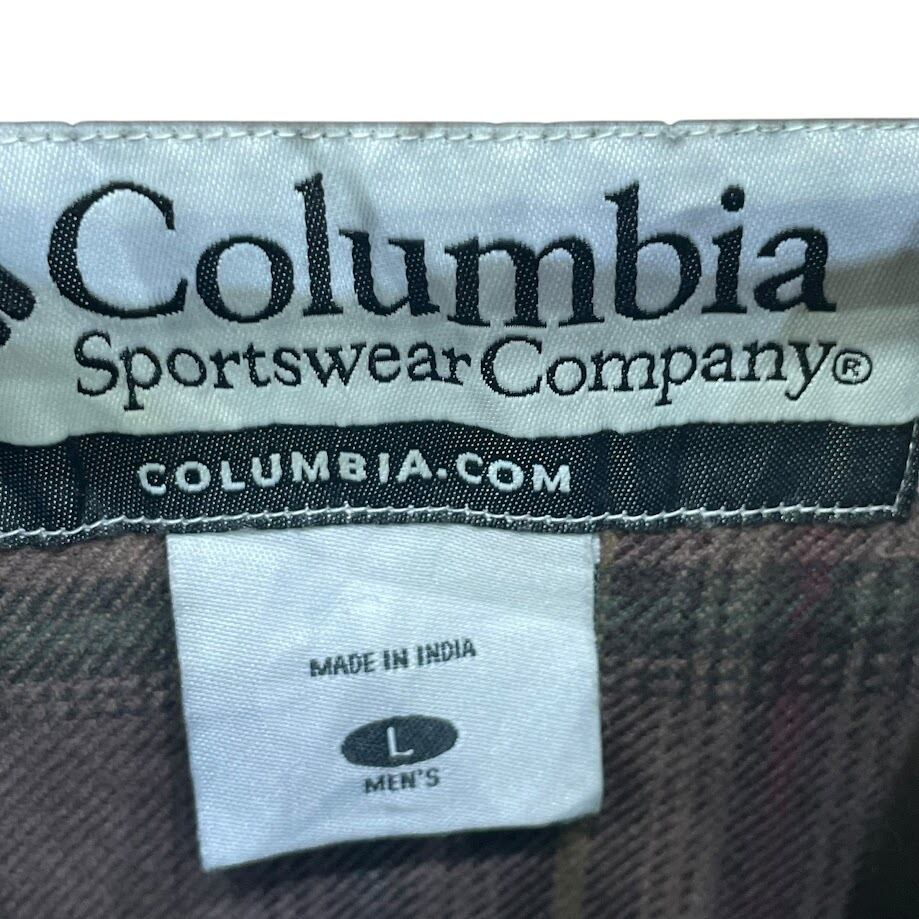 Columbia
Sportswear Company®
COLUMBIA.COM
MADE IN INDIA
L
MEN'S